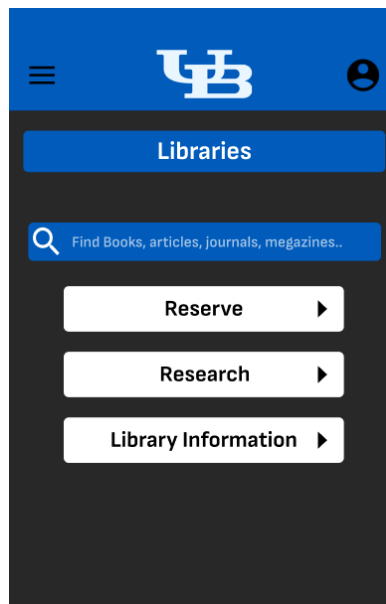 UB
Libraries
Find Books, articles, journals, megazines..
Reserve
Research
Library Information